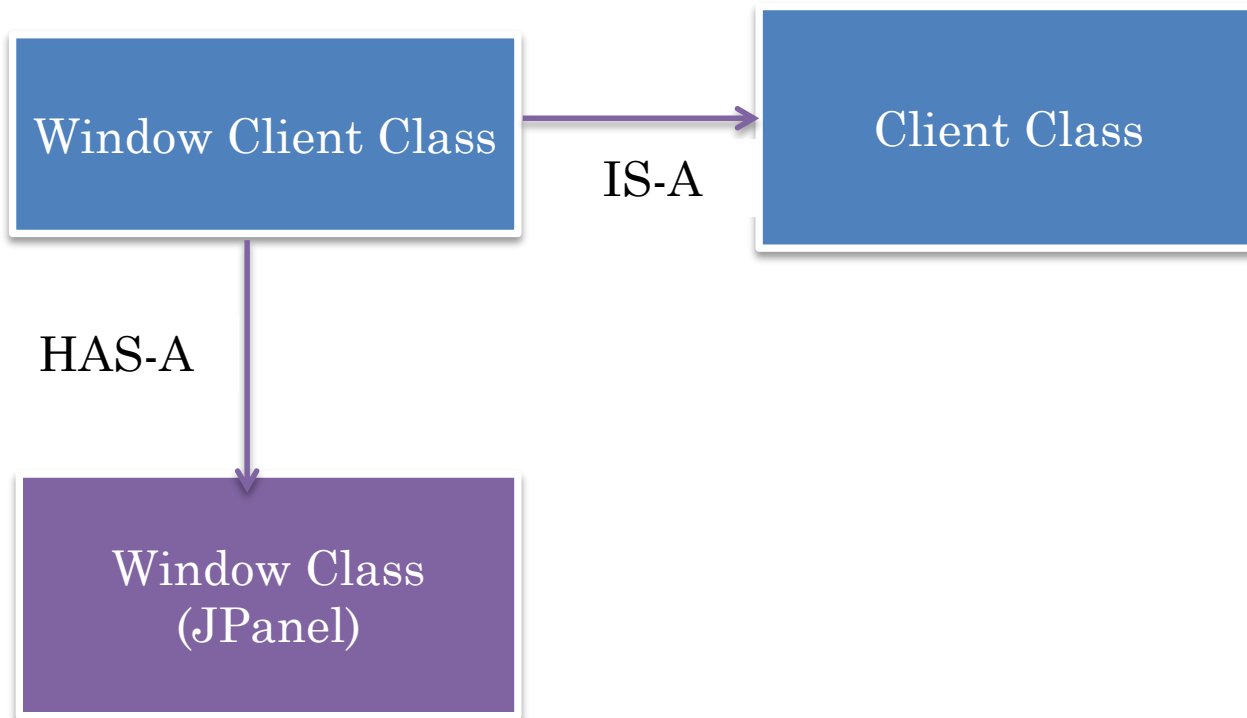 Window Client Class
Client Class
IS-A
HAS-A
Window Class
(JPanel)